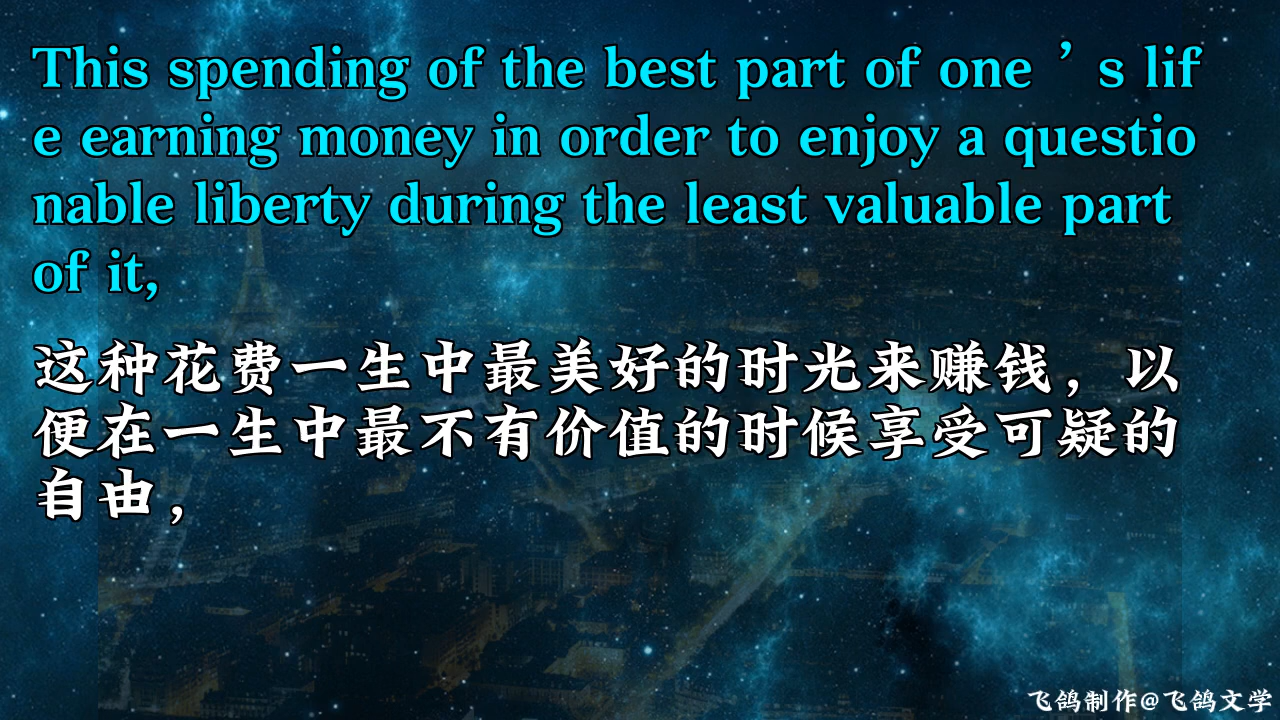 This spending of the best part of one ’ s lif
e earning money in order to enjoy a questio
nable liberty during the least valuable part
of it,
这种花费一生中最美好的时光来赚钱，以
便在一生中最不有价值的时候享受可疑的
自由，
飞鸽制作@飞鸽文学